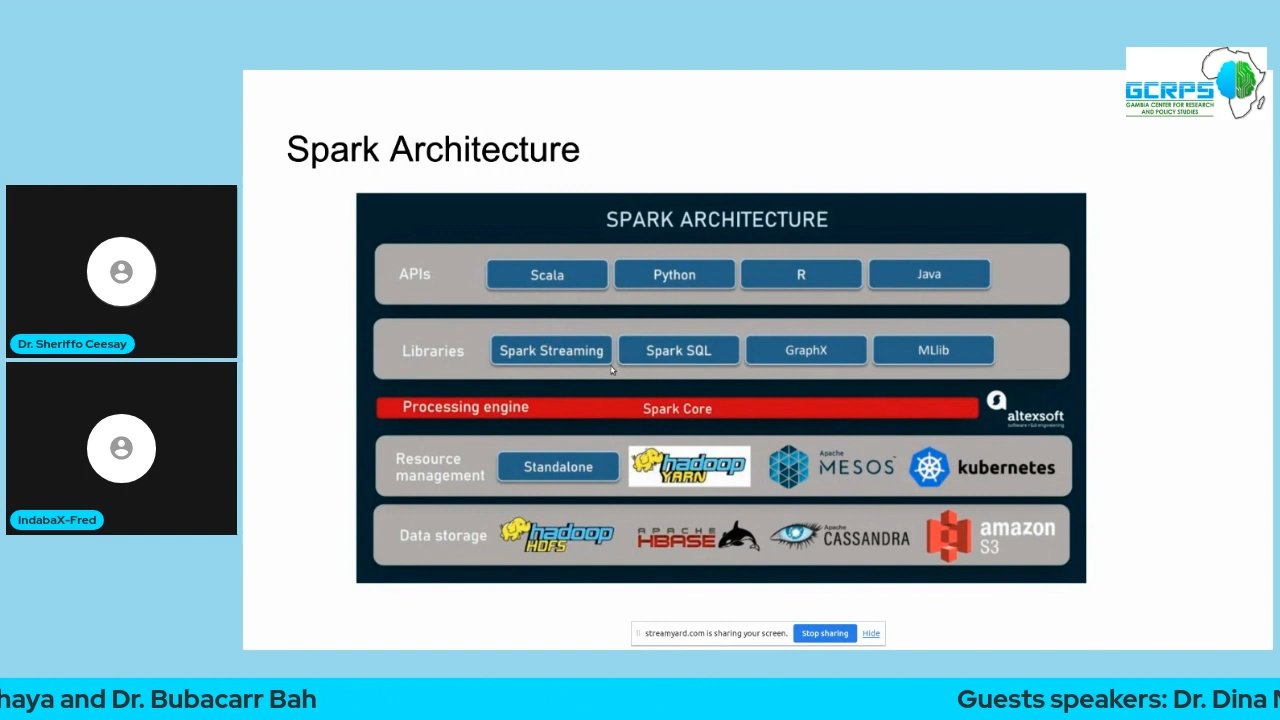 GCRPS
GAMBIA CENTER FOR RESEARCH
AND POLICY STUDIES
Spark Architecture
SPARK ARCHITECTURE
APIs Scala Python R Java
Libraries Spark Streaming Spark SQL GraphX MLlib
Processing engine Spark Core
altexsoft
software r&d engineering
Resource management Standalone hadoop YARN Apache MESOS kubernetes
Data storage hadoop HDFS APACHE HBASE Apache CASSANDRA amazon S3
Dr. Sheriffo Ceesay
IndabaX-Fred
streamyard.com is sharing your screen. Stop sharing Hide
haya and Dr. Bubacarr Bah Guests speakers: Dr. Dina